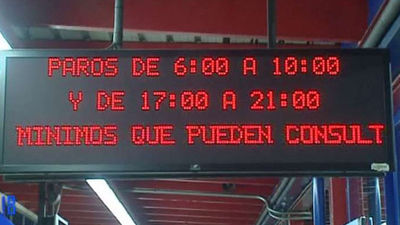 PAROS DE 6:00 A 10:00
Y DE 17:00 A 21:00
MINIMOS QUE PUEDEN CONSULT